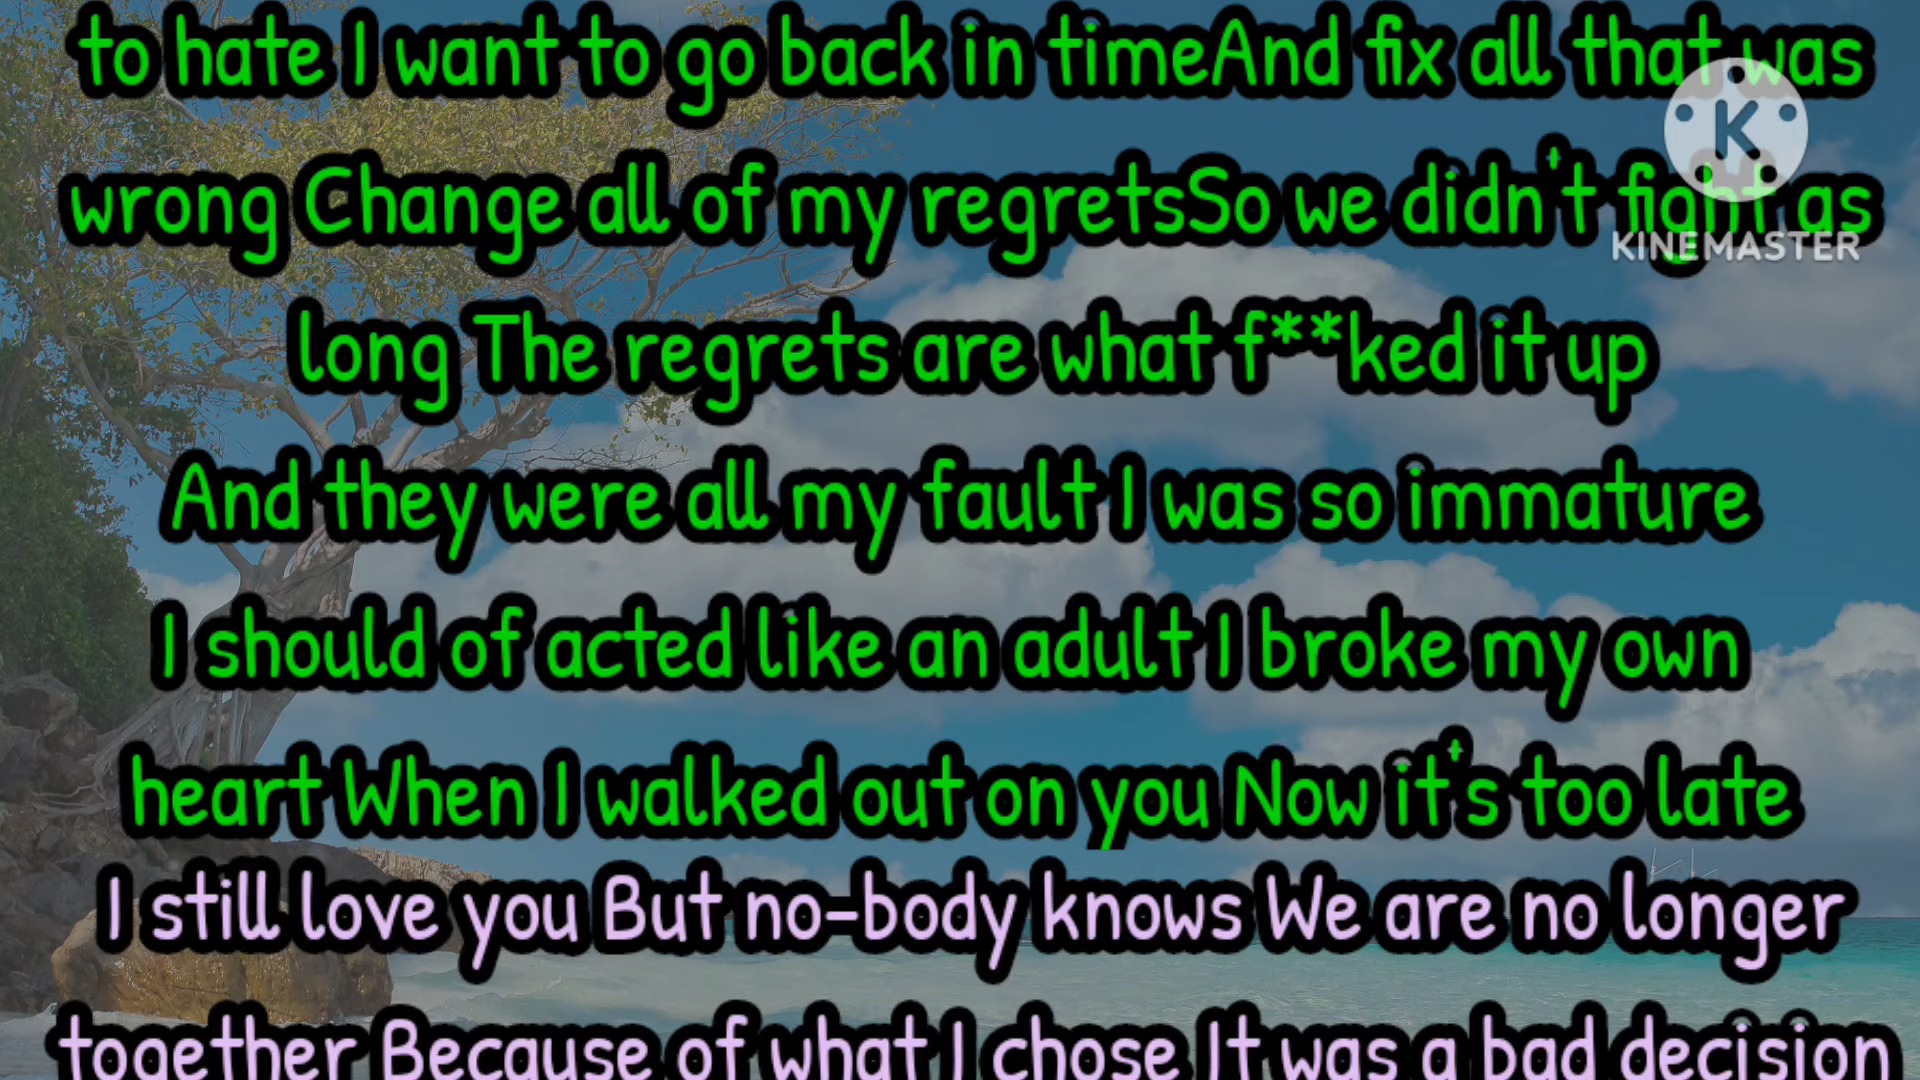 to hate I want to go back in timeAnd fix all that was
wrong Change all of my regretsSo we didn't fight as
KINEMASTER
long The regrets are what f**ked it up
And they were all my fault I was so immature
I should of acted like an adult I broke my own
heart When I walked out on you Now it's too late
I still love you But no-body knows We are no longer
together Because of what I chose It was a bad decision